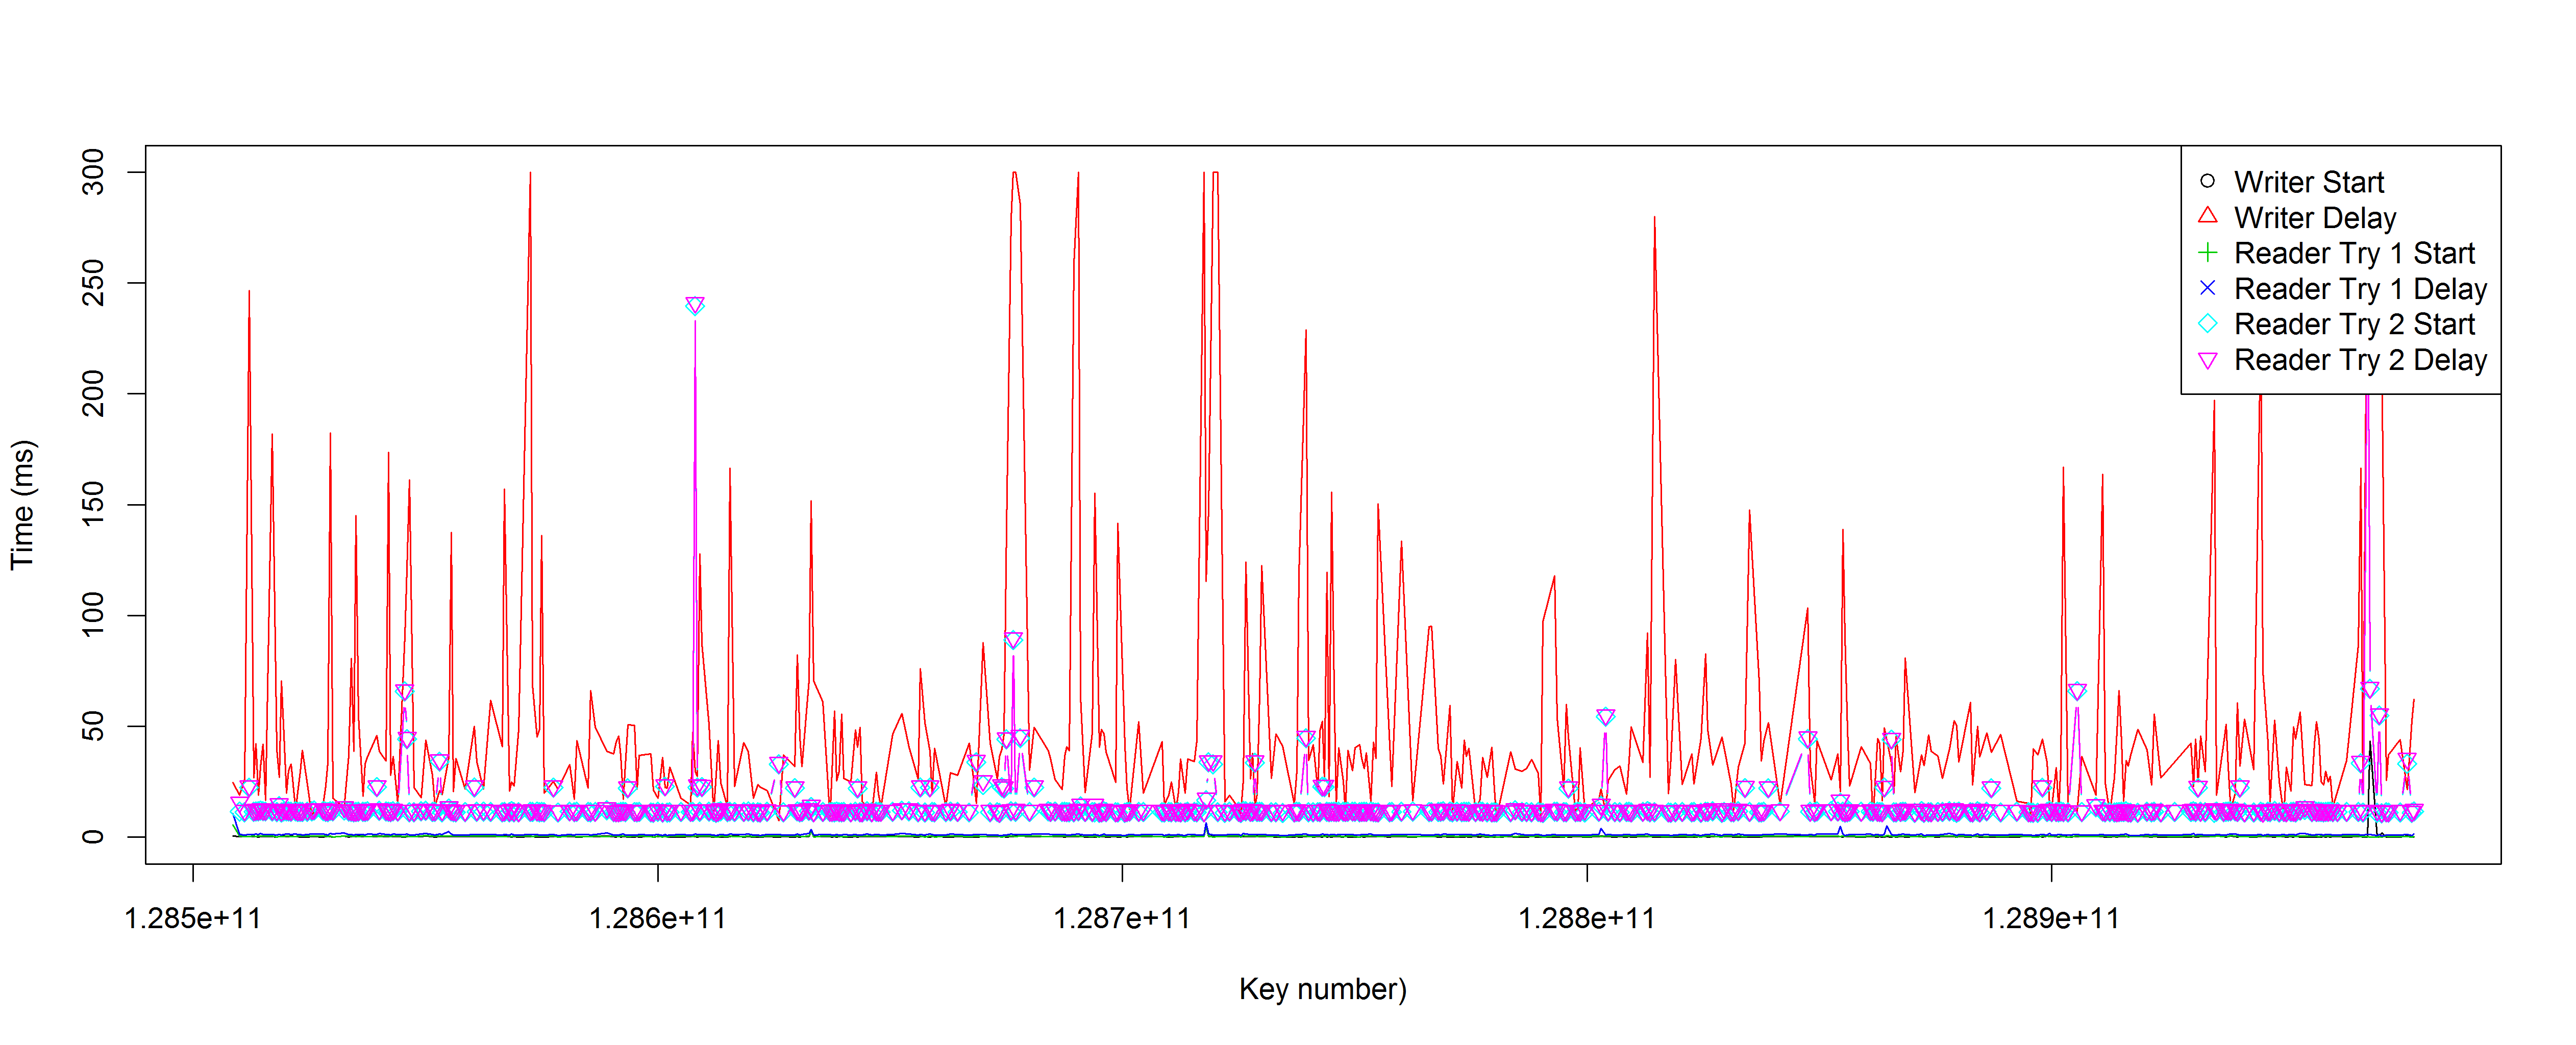 Time (ms)
300
250
200
150
100
50
0
Writer Start
Writer Delay
Reader Try 1 Start
Reader Try 1 Delay
Reader Try 2 Start
Reader Try 2 Delay
1.285e+11 1.286e+11 1.287e+11 1.288e+11 1.289e+11
Key number)